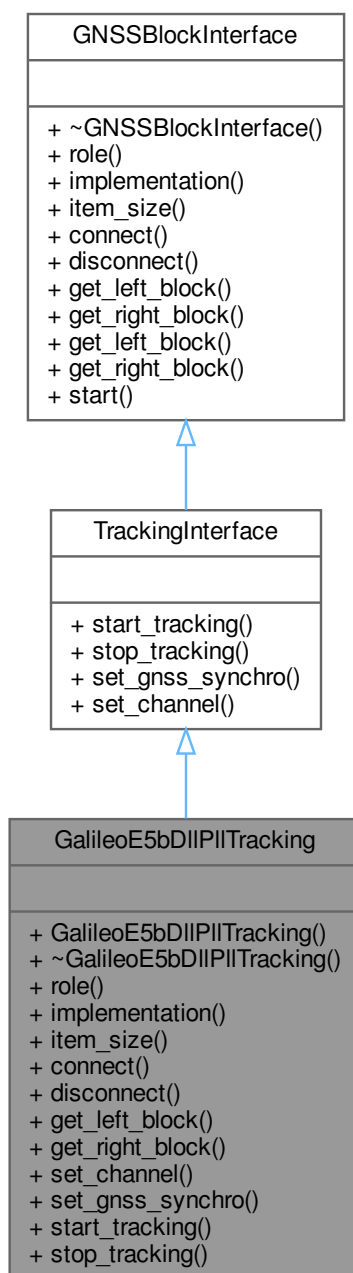 GNSSBlockInterface
+ ~GNSSBlockInterface()
+ role()
+ implementation()
+ item_size()
+ connect()
+ disconnect()
+ get_left_block()
+ get_right_block()
+ get_left_block()
+ get_right_block()
+ start()
TrackingInterface
+ start_tracking()
+ stop_tracking()
+ set_gnss_synchro()
+ set_channel()
GalileoE5bDllPllTracking
+ GalileoE5bDllPllTracking()
+ ~GalileoE5bDllPllTracking()
+ role()
+ implementation()
+ item_size()
+ connect()
+ disconnect()
+ get_left_block()
+ get_right_block()
+ set_channel()
+ set_gnss_synchro()
+ start_tracking()
+ stop_tracking()